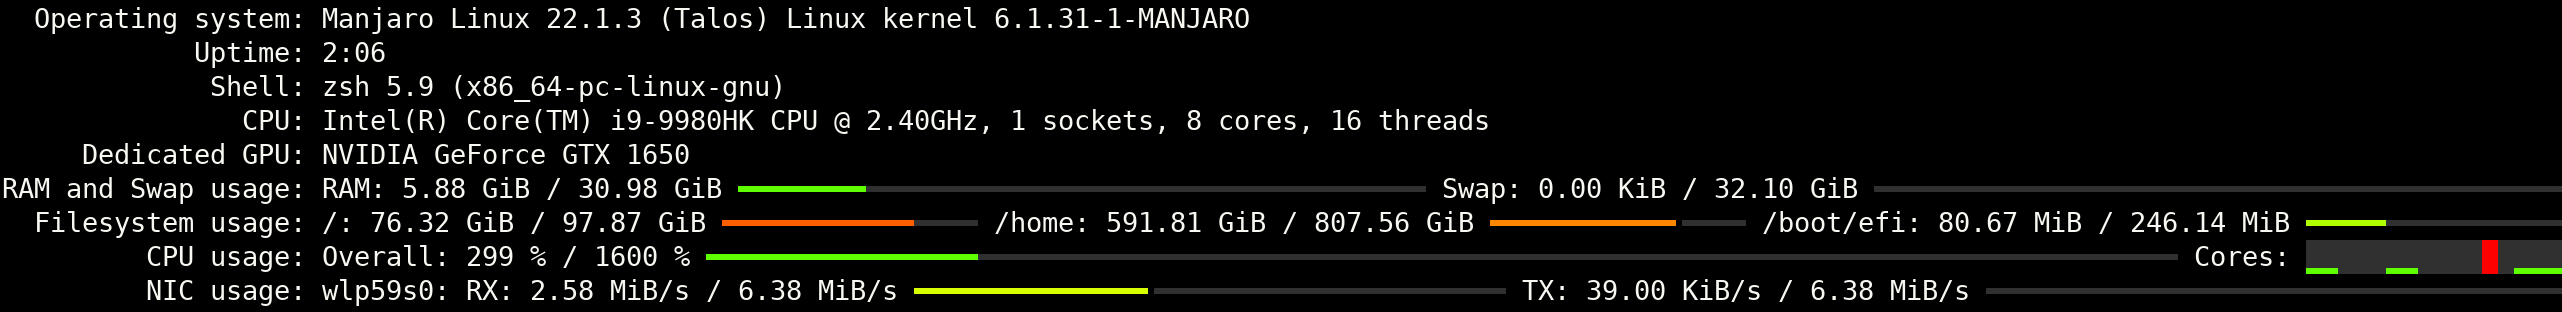 Operating system: Manjaro Linux 22.1.3 (Talos) Linux kernel 6.1.31-1-MANJARO
Uptime: 2:06
Shell: zsh 5.9 (x86_64-pc-linux-gnu)
CPU: Intel(R) Core(TM) i9-9980HK CPU @ 2.40GHz, 1 sockets, 8 cores, 16 threads
Dedicated GPU: NVIDIA GeForce GTX 1650
RAM and Swap usage: RAM: 5.88 GiB / 30.98 GiB Swap: 0.00 KiB / 32.10 GiB
Filesystem usage: /: 76.32 GiB / 97.87 GiB /home: 591.81 GiB / 807.56 GiB /boot/efi: 80.67 MiB / 246.14 MiB
CPU usage: Overall: 299 % / 1600 % Cores:
NIC usage: wlp59s0: RX: 2.58 MiB/s / 6.38 MiB/s TX: 39.00 KiB/s / 6.38 MiB/s